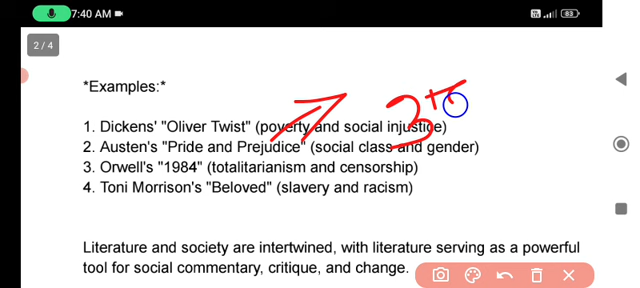 7:40 AM
83
2 / 4
*Examples:*
1. Dickens' "Oliver Twist" (poverty and social injustice)
2. Austen's "Pride and Prejudice" (social class and gender)
3. Orwell's "1984" (totalitarianism and censorship)
4. Toni Morrison's "Beloved" (slavery and racism)
Literature and society are intertwined, with literature serving as a powerful
tool for social commentary, critique, and change.